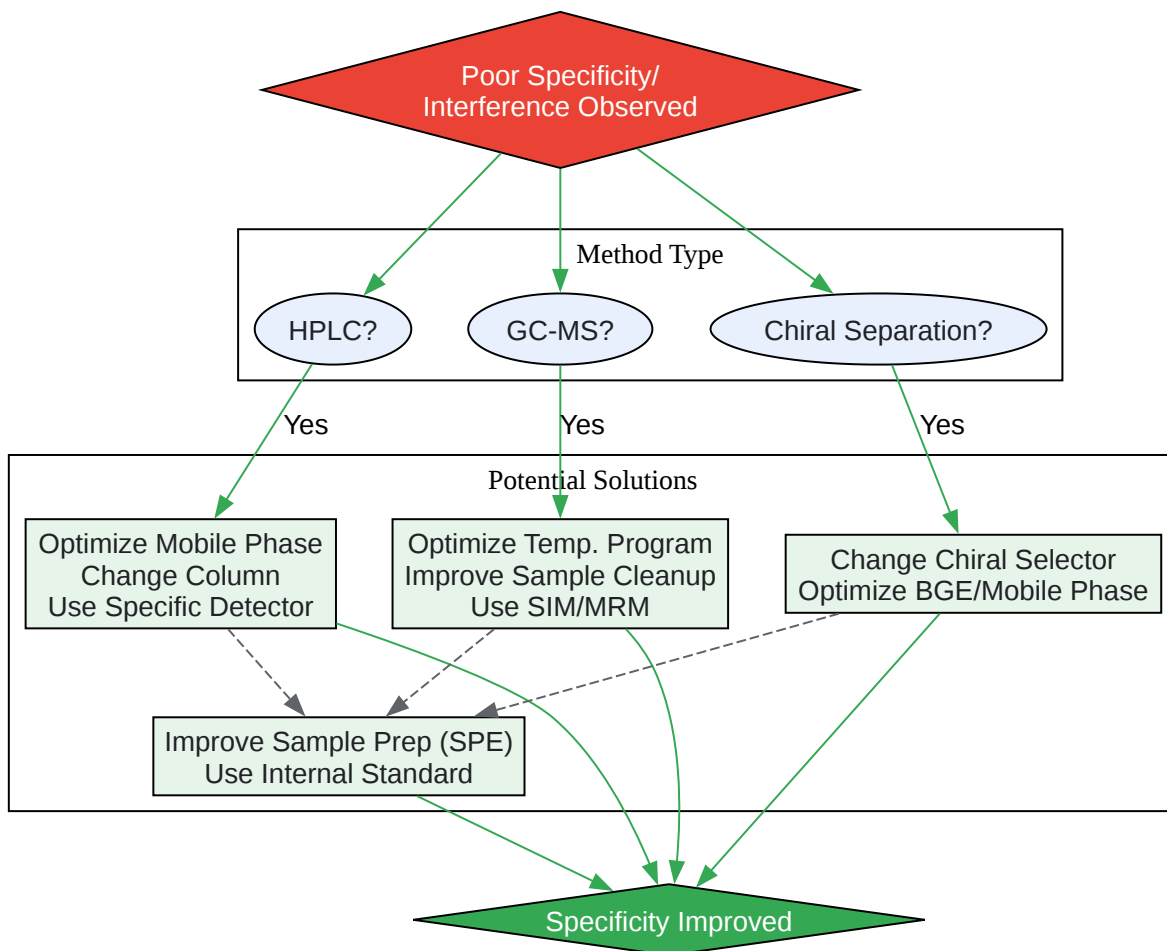 Poor Specificity/
Interference Observed
Method Type
HPLC?
GC-MS?
Chiral Separation?
Yes
Yes
Yes
Potential Solutions
Optimize Mobile Phase
Change Column
Use Specific Detector
Optimize Temp. Program
Improve Sample Cleanup
Use SIM/MRM
Change Chiral Selector
Optimize BGE/Mobile Phase
Improve Sample Prep (SPE)
Use Internal Standard
Specificity Improved